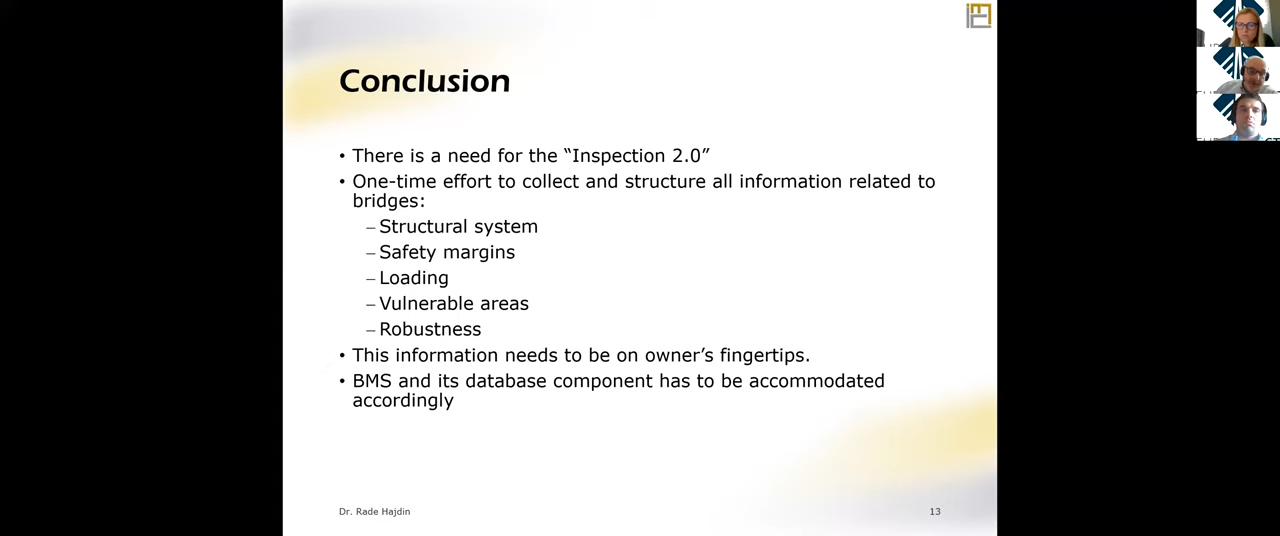 Conclusion
• There is a need for the “Inspection 2.0”
• One-time effort to collect and structure all information related to
bridges:
– Structural system
– Safety margins
– Loading
– Vulnerable areas
– Robustness
• This information needs to be on owner’s fingertips.
• BMS and its database component has to be accommodated
accordingly
Dr. Rade Hajdin
13